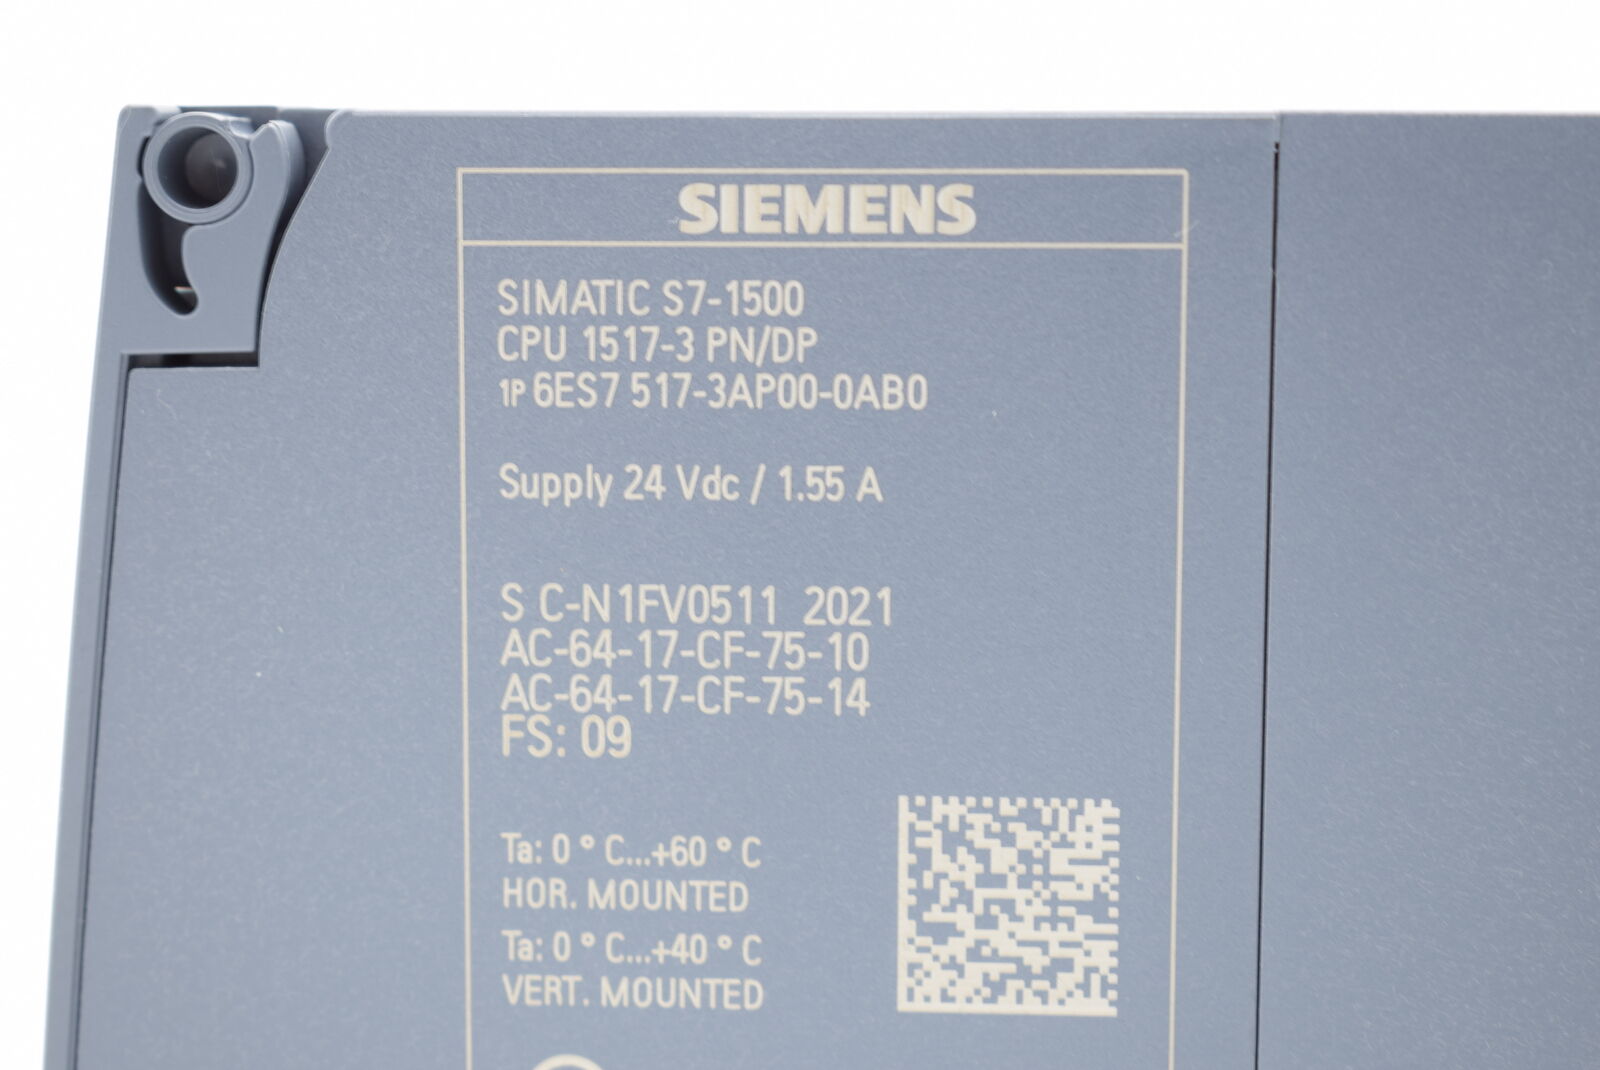 SIEMENS
SIMATIC S7-1500
CPU 1517-3 PN/DP
1P 6ES7 517-3AP00-0AB0
Supply 24 Vdc / 1.55 A
S C-N1FV0511 2021
AC-64-17-CF-75-10
AC-64-17-CF-75-14
FS: 09
Ta: 0 ° C...+60 ° C
HOR. MOUNTED
Ta: 0 ° C...+40 ° C
VERT. MOUNTED